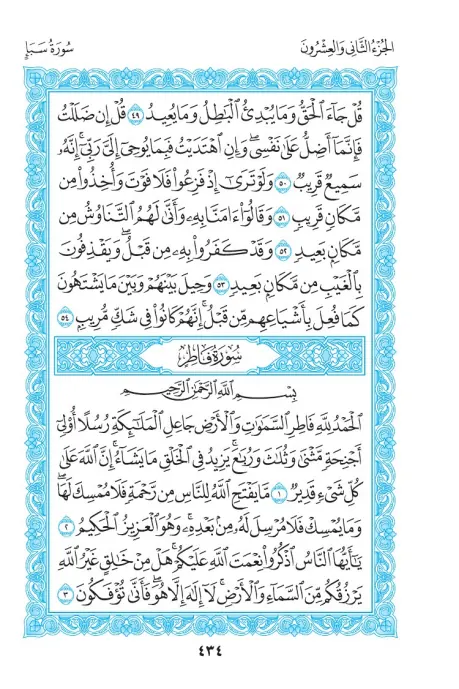 الجُزْءُ الثَّانِي وَالعِشْرُونَ
سُورَةُ سَبَإٍ
قُلْ جَآءَ ٱلْحَقُّ وَمَا يُبْدِئُ ٱلْبَٰطِلُ وَمَا يُعِيدُ ٤٩ قُلْ إِن ضَلَلْتُ
فَإِنَّمَآ أَضِلُّ عَلَىٰ نَفْسِى وَإِنِ ٱهْتَدَيْتُ فَبِمَا يُوحِىٓ إِلَىَّ رَبِّىٓ إِنَّهُۥ
سَمِيعٌ قَرِيبٌ ٥٠ وَلَوْ تَرَىٰٓ إِذْ فَزِعُوا۟ فَلَا فَوْتَ وَأُخِذُوا۟ مِن
مَّكَانٍ قَرِيبٍ ٥١ وَقَالُوٓا۟ ءَامَنَّا بِهِۦ وَأَنَّىٰ لَهُمُ ٱلتَّنَاوُشُ مِن
مَّكَانٍۭ بَعِيدٍ ٥٢ وَقَدْ كَفَرُوا۟ بِهِۦ مِن قَبْلُ وَيَقْذِفُونَ
بِٱلْغَيْبِ مِن مَّكَانٍۭ بَعِيدٍ ٥٣ وَحِيلَ بَيْنَهُمْ وَبَيْنَ مَا يَشْتَهُونَ
كَمَا فُعِلَ بِأَشْيَاعِهِم مِّن قَبْلُ إِنَّهُمْ كَانُوا۟ فِى شَكٍّ مُّرِيبٍۭ ٥٤
سُورَةُ فَاطِرٍ
بِسْمِ ٱللَّهِ ٱلرَّحْمَٰنِ ٱلرَّحِيمِ
ٱلْحَمْدُ لِلَّهِ فَاطِرِ ٱلسَّمَٰوَٰتِ وَٱلْأَرْضِ جَاعِلِ ٱلْمَلَٰٓئِكَةِ رُسُلًا أُو۟لِىٓ
أَجْنِحَةٍ مَّثْنَىٰ وَثُلَٰثَ وَرُبَٰعَ يَزِيدُ فِى ٱلْخَلْقِ مَا يَشَآءُ إِنَّ ٱللَّهَ عَلَىٰ
كُلِّ شَىْءٍ قَدِيرٌ ١ مَّا يَفْتَحِ ٱللَّهُ لِلنَّاسِ مِن رَّحْمَةٍ فَلَا مُمْسِكَ لَهَا
وَمَا يُمْسِكْ فَلَا مُرْسِلَ لَهُۥ مِنۢ بَعْدِهِۦ وَهُوَ ٱلْعَزِيزُ ٱلْحَكِيمُ ٢
يَٰٓأَيُّهَا ٱلنَّاسُ ٱذْكُرُوا۟ نِعْمَتَ ٱللَّهِ عَلَيْكُمْ هَلْ مِنْ خَٰلِقٍ غَيْرُ ٱللَّهِ
يَرْزُقُكُم مِّنَ ٱلسَّمَآءِ وَٱلْأَرْضِ لَآ إِلَٰهَ إِلَّا هُوَ فَأَنَّىٰ تُؤْفَكُونَ ٣
٤٣٤